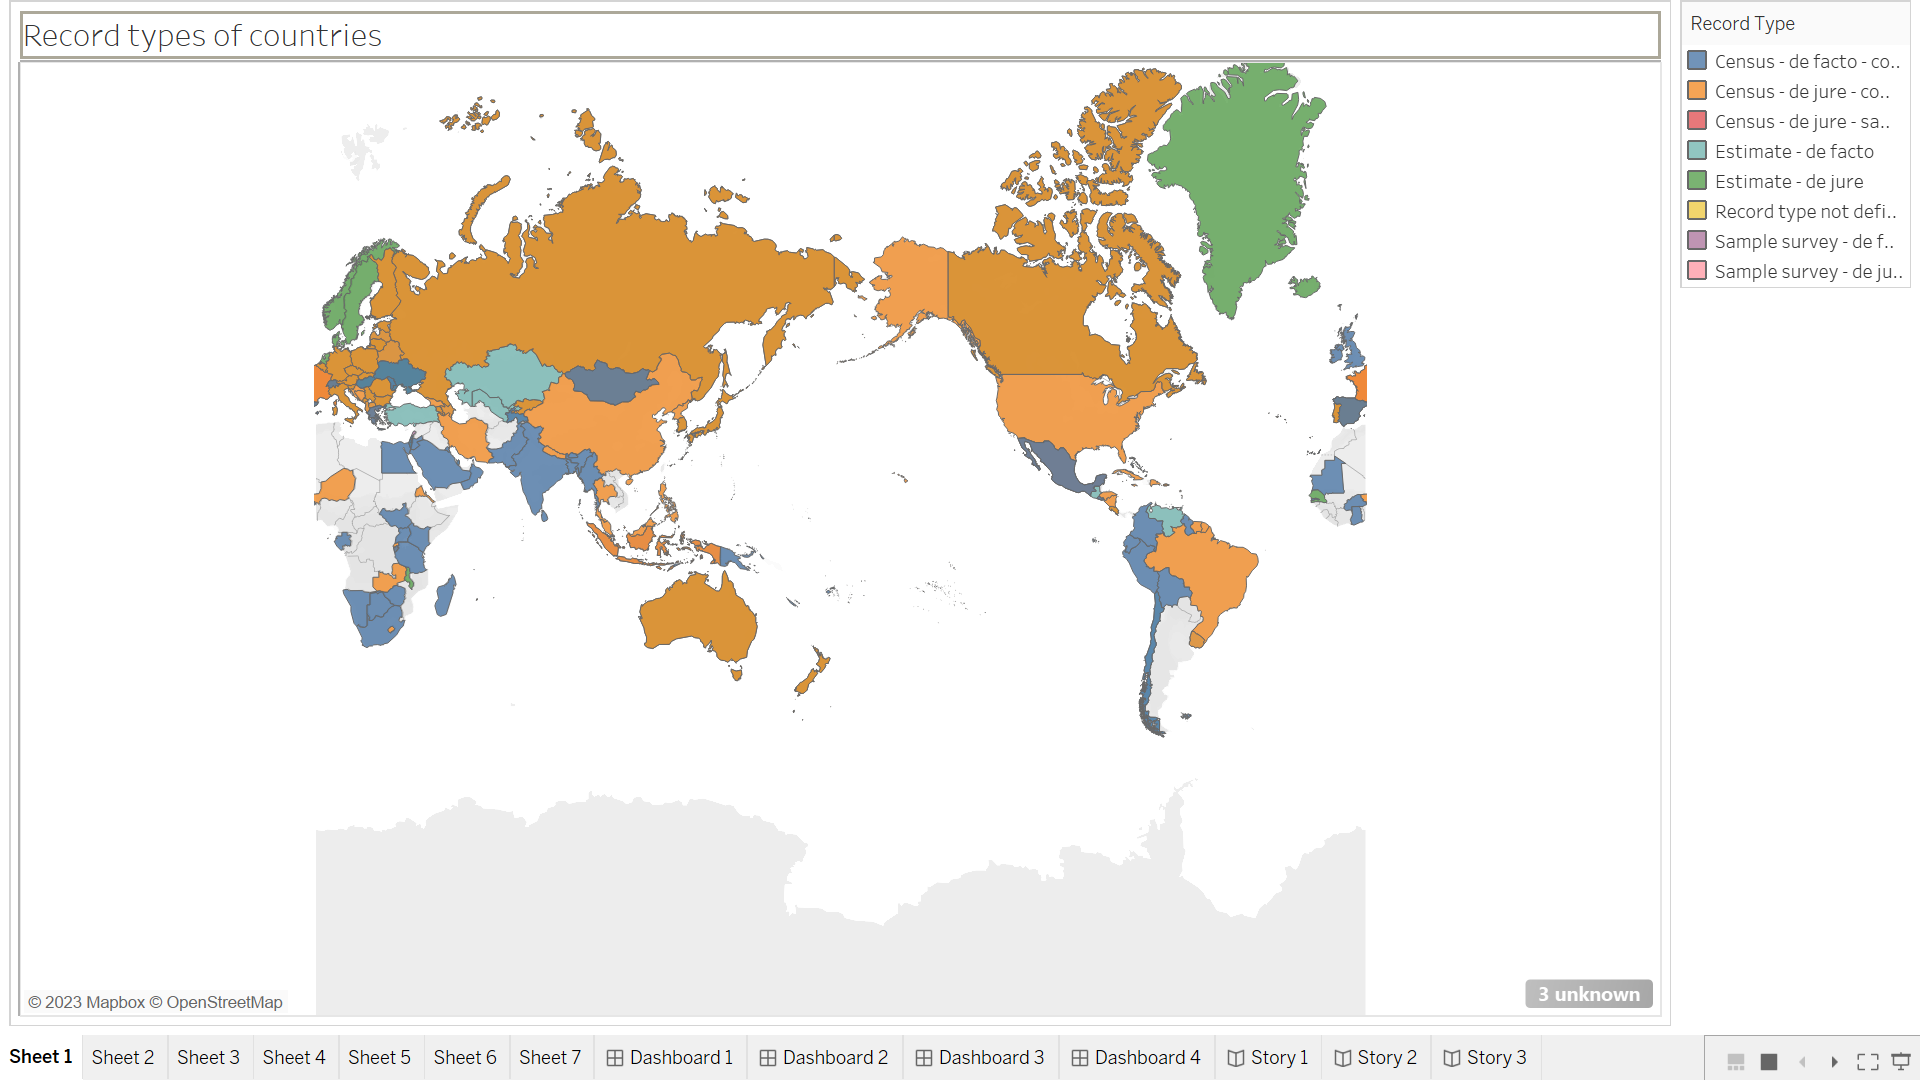 Record types of countries
Record Type
Census - de facto - co..
Census - de jure - co..
Census - de jure - sa..
Estimate - de facto
Estimate - de jure
Record type not defi..
Sample survey - de f..
Sample survey - de ju..
© 2023 Mapbox © OpenStreetMap
3 unknown
Sheet 1 Sheet 2 Sheet 3 Sheet 4 Sheet 5 Sheet 6 Sheet 7 Dashboard 1 Dashboard 2 Dashboard 3 Dashboard 4 Story 1 Story 2 Story 3